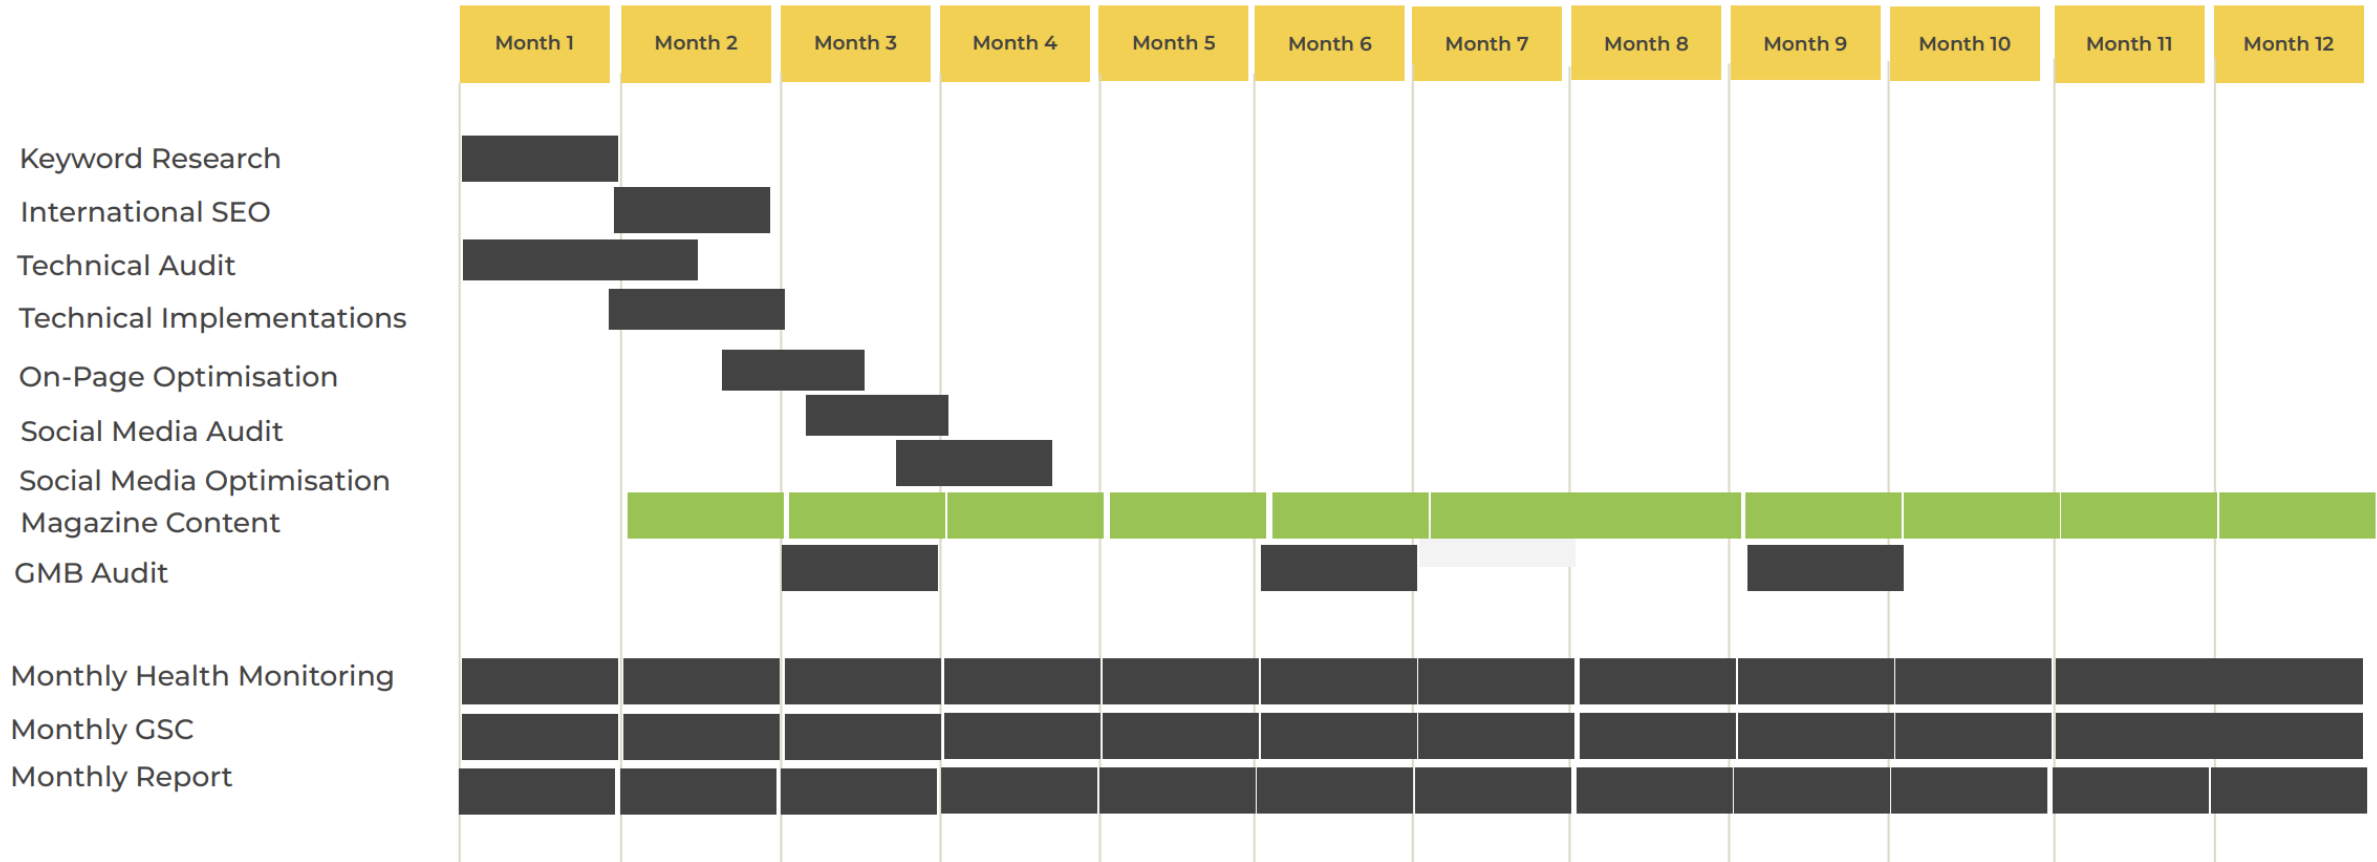 Month 1 Month 2 Month 3 Month 4 Month 5 Month 6 Month 7 Month 8 Month 9 Month 10 Month 11 Month 12
Keyword Research
International SEO
Technical Audit
Technical Implementations
On-Page Optimisation
Social Media Audit
Social Media Optimisation
Magazine Content
GMB Audit
Monthly Health Monitoring
Monthly GSC
Monthly Report